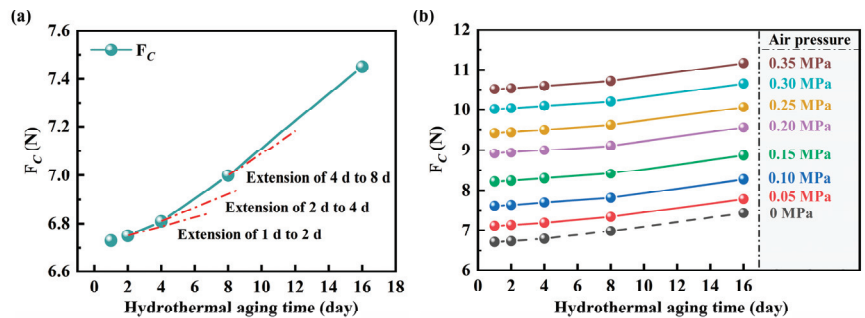 (a)
7.6
7.4
7.2
7.0
6.8
6.6
F_C (N)
F_C
Extension of 4 d to 8 d
Extension of 2 d to 4 d
Extension of 1 d to 2 d
0 2 4 6 8 10 12 14 16 18
Hydrothermal aging time (day)
(b)
12
11
10
9
8
7
6
F_C (N)
Air pressure
0.35 MPa
0.30 MPa
0.25 MPa
0.20 MPa
0.15 MPa
0.10 MPa
0.05 MPa
0 MPa
0 2 4 6 8 10 12 14 16
Hydrothermal aging time (day)